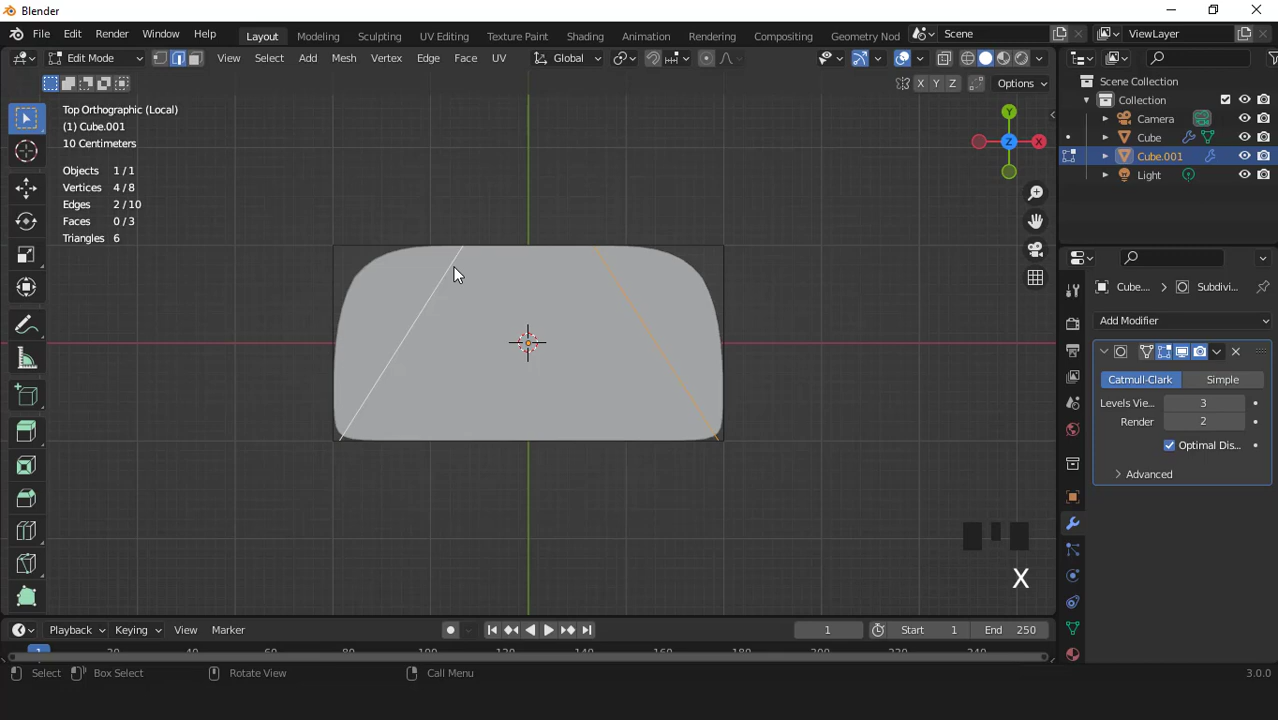 Blender
File Edit Render Window Help
Layout Modeling Sculpting UV Editing Texture Paint Shading Animation Rendering Compositing Geometry Nod
Scene
ViewLayer
Edit Mode
View Select Add Mesh Vertex Edge Face UV
Global
X Y Z
Options
Top Orthographic (Local)
(1) Cube.001
10 Centimeters
Objects 1 / 1
Vertices 4 / 8
Edges 2 / 10
Faces 0 / 3
Triangles 6
Y
Z
X
Scene Collection
Collection
Camera
Cube
Cube.001
Light
Cube.... Subdivi...
Add Modifier
Catmull-Clark Simple
Levels Vie... 3
Render 2
Optimal Dis...
Advanced
X
Playback Keying View Marker
1
Start 1
End 250
1
Select Box Select Rotate View Call Menu
3.0.0